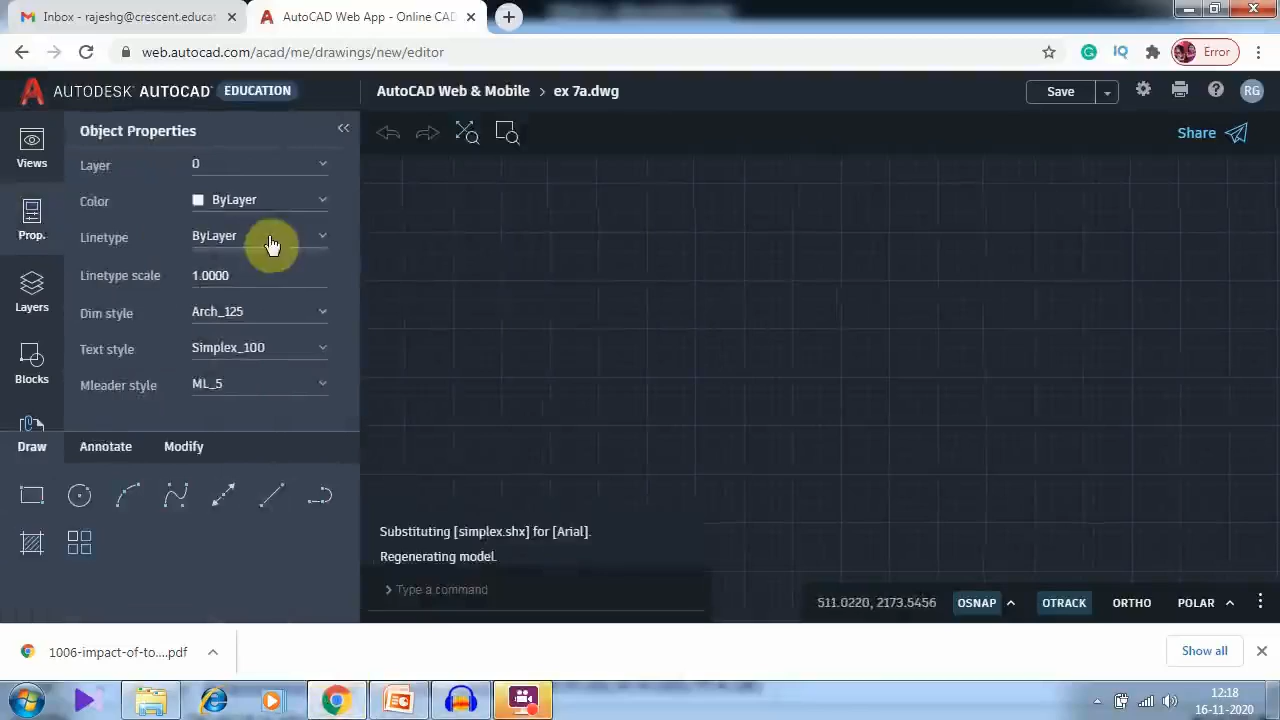 Inbox - rajeshg@crescent.educat
AutoCAD Web App - Online CAD
web.autocad.com/acad/me/drawings/new/editor
IQ
Error
AUTODESK® AUTOCAD® EDUCATION
AutoCAD Web & Mobile > ex 7a.dwg
Save
RG
Views
Prop.
Layers
Blocks
Object Properties
Layer 0
Color ByLayer
Linetype ByLayer
Linetype scale 1.0000
Dim style Arch_125
Text style Simplex_100
Mleader style ML_5
Share
Draw Annotate Modify
Substituting [simplex.shx] for [Arial].
Regenerating model.
Type a command
511.0220, 2173.5456 OSNAP OTRACK ORTHO POLAR
1006-impact-of-to....pdf
Show all
12:18
16-11-2020